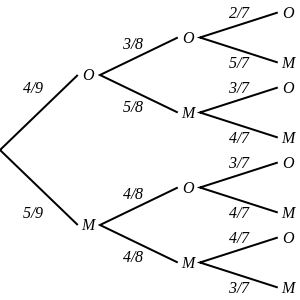 2/7 O
3/8 O
5/7 M
4/9 O
3/7 O
5/8 M
4/7 M
3/7 O
4/8 O
4/7 M
5/9 M
4/7 O
4/8 M
3/7 M